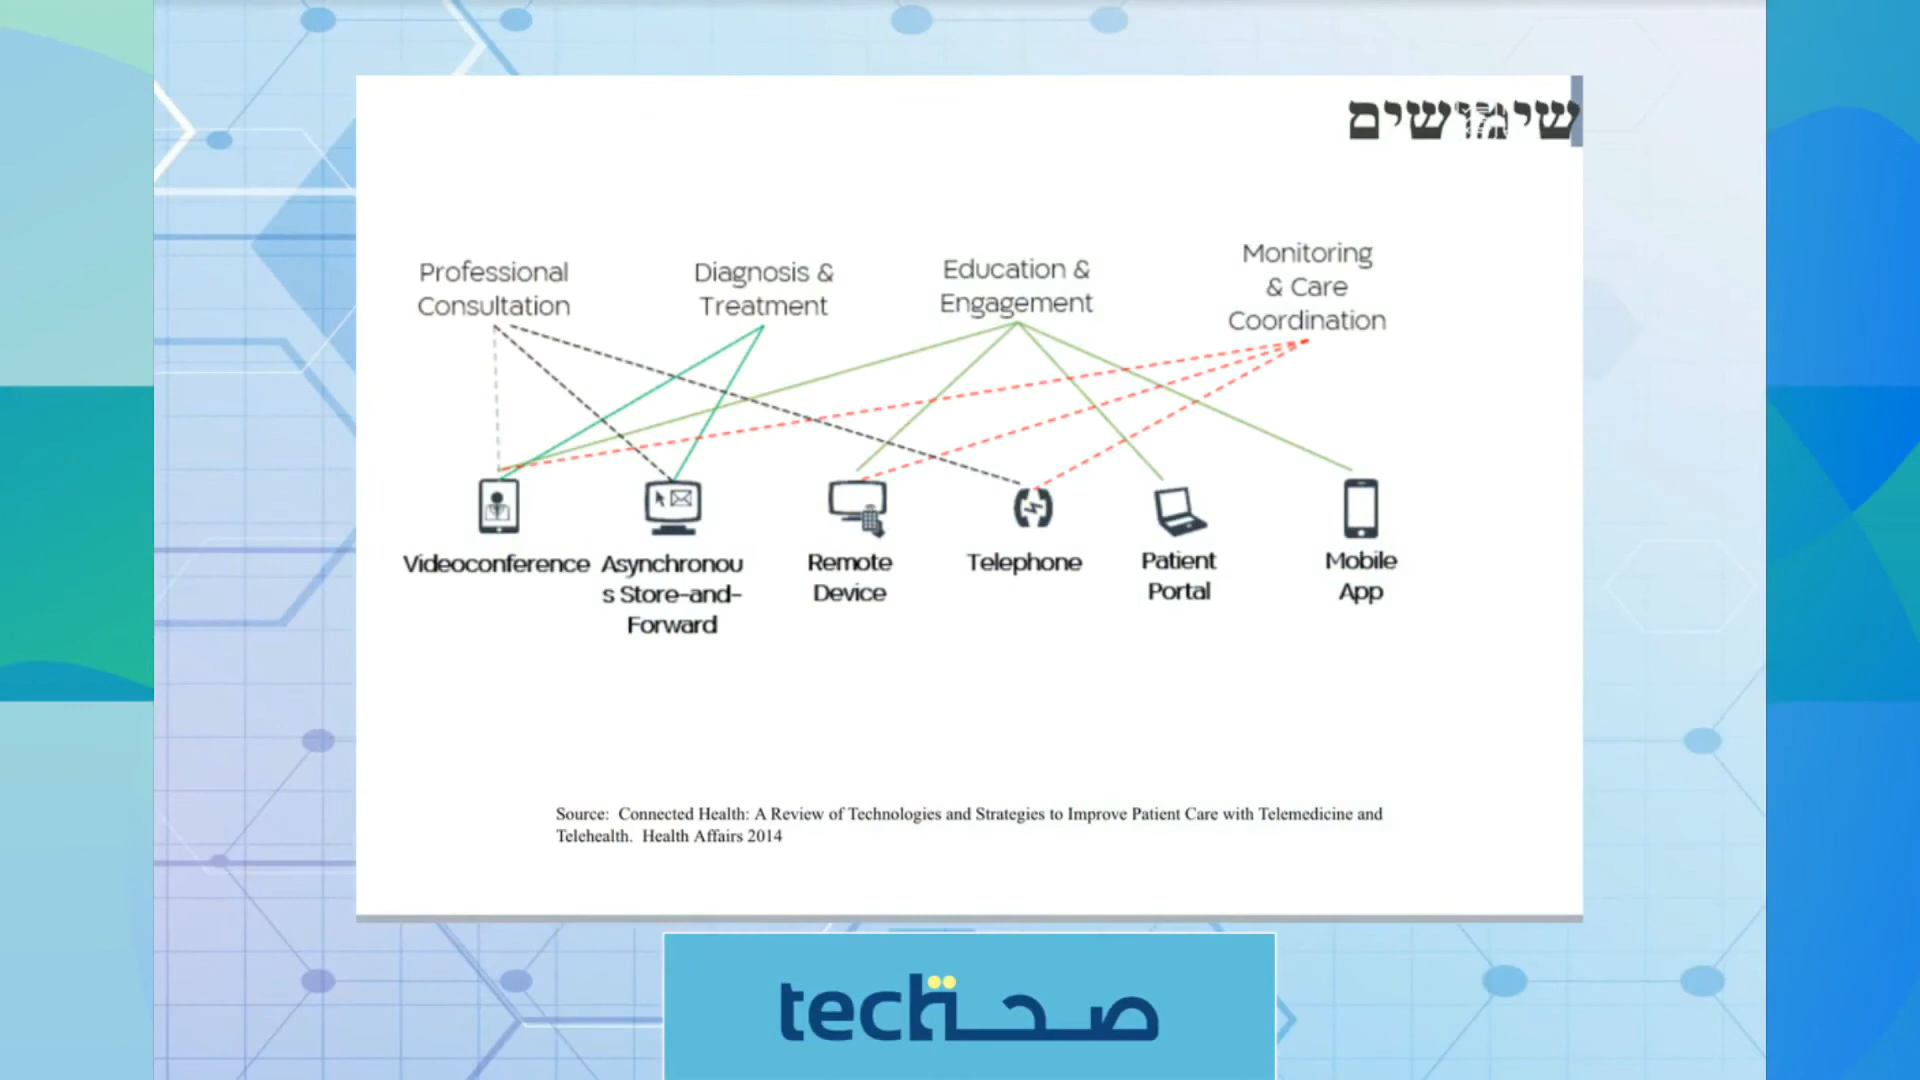 שימושים
Professional
Consultation
Diagnosis &
Treatment
Education &
Engagement
Monitoring
& Care
Coordination
Videoconference
Asynchronou
s Store-and-
Forward
Remote
Device
Telephone
Patient
Portal
Mobile
App
Source: Connected Health: A Review of Technologies and Strategies to Improve Patient Care with Telemedicine and
Telehealth. Health Affairs 2014
tech صحة